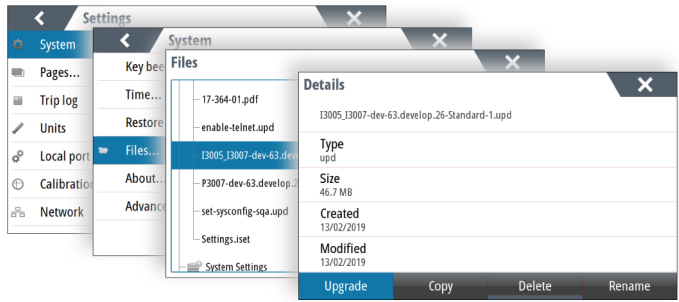 Settings
System
Pages...
Trip log
Units
Local port
Calibration
Network
System
Key bee
Time...
Restore
Files...
About...
Advance
Files
17-364-01.pdf
enable-telnet.upd
I3005_I3007-dev-63.deve
P3007-dev-63.develop.2
set-sysconfig-sqa.upd
Settings.iset
System Settings
Details
I3005_I3007-dev-63.develop.26-Standard-1.upd
Type
upd
Size
46.7 MB
Created
13/02/2019
Modified
13/02/2019
Upgrade Copy Delete Rename